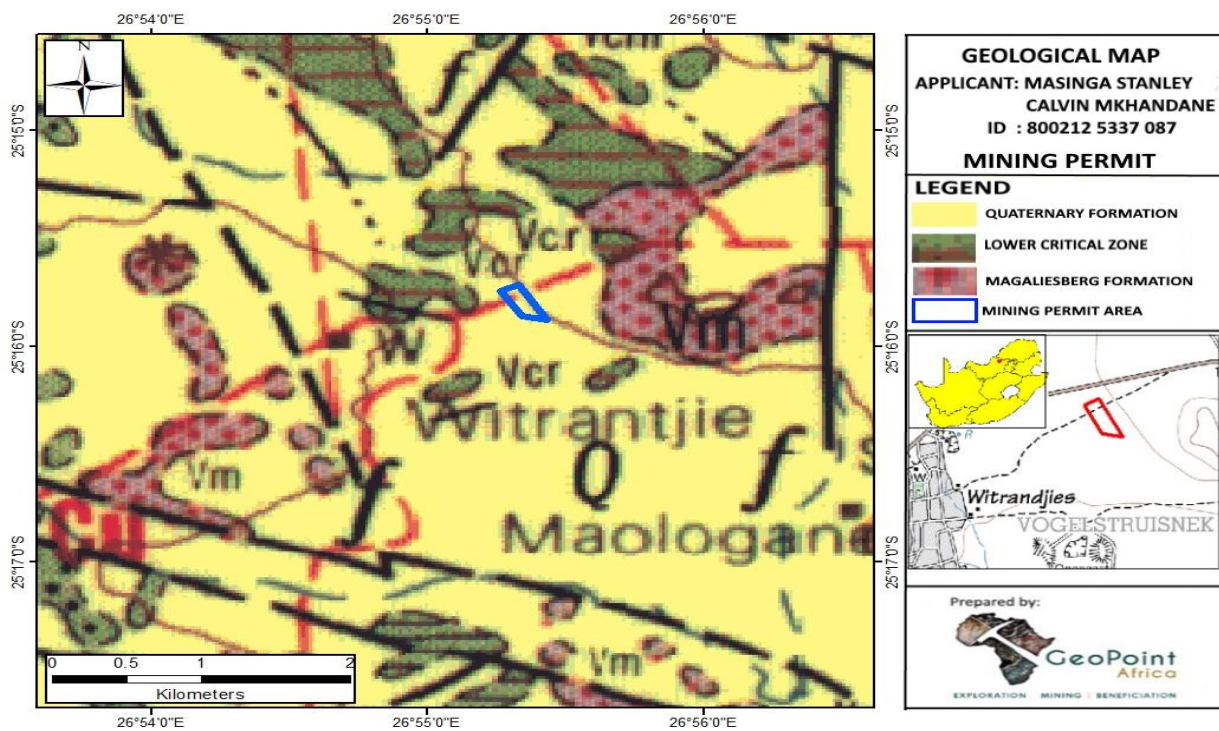 26°54'0"E 26°55'0"E 26°56'0"E
N
25°15'0"S
25°16'0"S
25°17'0"S
Vc.r
Vcr
W
Vm
Vcr
Witrantjie
Q
f
f
Vm
f
Maologane
Vm
0 0.5 1 2
Kilometers
25°15'0"S
25°16'0"S
25°17'0"S
26°54'0"E 26°55'0"E 26°56'0"E
GEOLOGICAL MAP
APPLICANT: MASINGA STANLEY
CALVIN MKHANDANE
ID : 800212 5337 087
MINING PERMIT
LEGEND
QUATERNARY FORMATION
LOWER CRITICAL ZONE
MAGALIESBERG FORMATION
MINING PERMIT AREA
R
W
Witrandjies
VOGELSTRUISNEK
Prepared by:
GeoPoint
Africa
EXPLORATION MINING BENEFICIATION